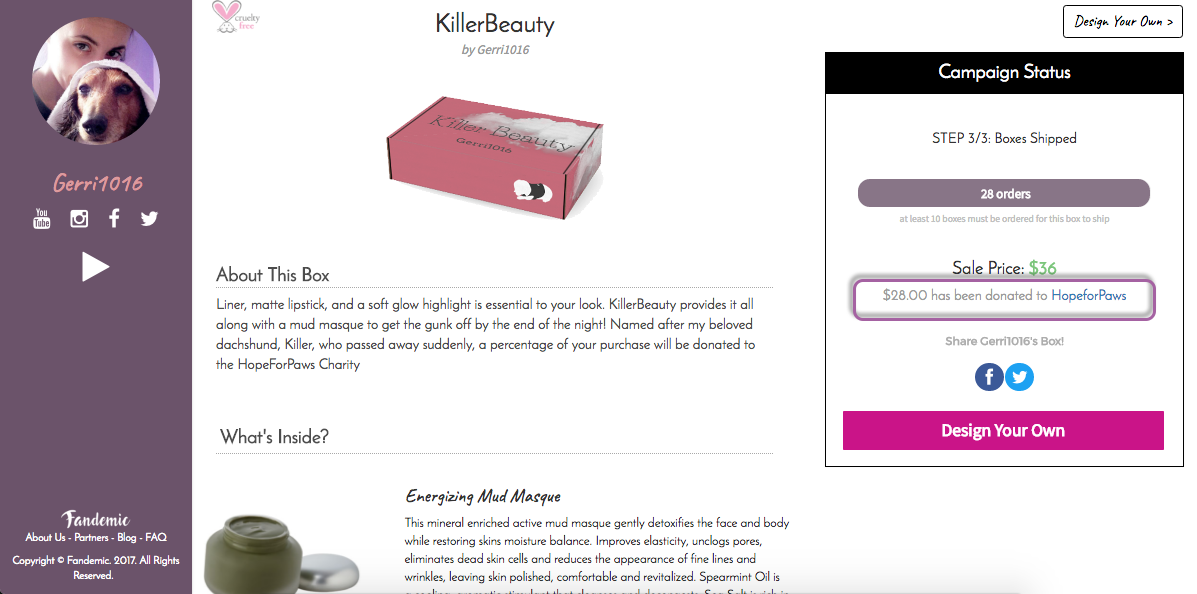 Gerri1016
You
Tube
Fandemic
About Us - Partners - Blog - FAQ
Copyright © Fandemic. 2017. All Rights
Reserved.
cruelty
free
KillerBeauty
by Gerri1016
Killer Beauty
Gerri1016
About This Box
Liner, matte lipstick, and a soft glow highlight is essential to your look. KillerBeauty provides it all
along with a mud masque to get the gunk off by the end of the night! Named after my beloved
dachshund, Killer, who passed away suddenly, a percentage of your purchase will be donated to
the HopeForPaws Charity
What's Inside?
Energizing Mud Masque
This mineral enriched active mud masque gently detoxifies the face and body
while restoring skins moisture balance. Improves elasticity, unclogs pores,
eliminates dead skin cells and reduces the appearance of fine lines and
wrinkles, leaving skin polished, comfortable and revitalized. Spearmint Oil is
Design Your Own >
Campaign Status
STEP 3/3: Boxes Shipped
28 orders
at least 10 boxes must be ordered for this box to ship
Sale Price: $36
$28.00 has been donated to HopeforPaws
Share Gerri1016's Box!
Design Your Own